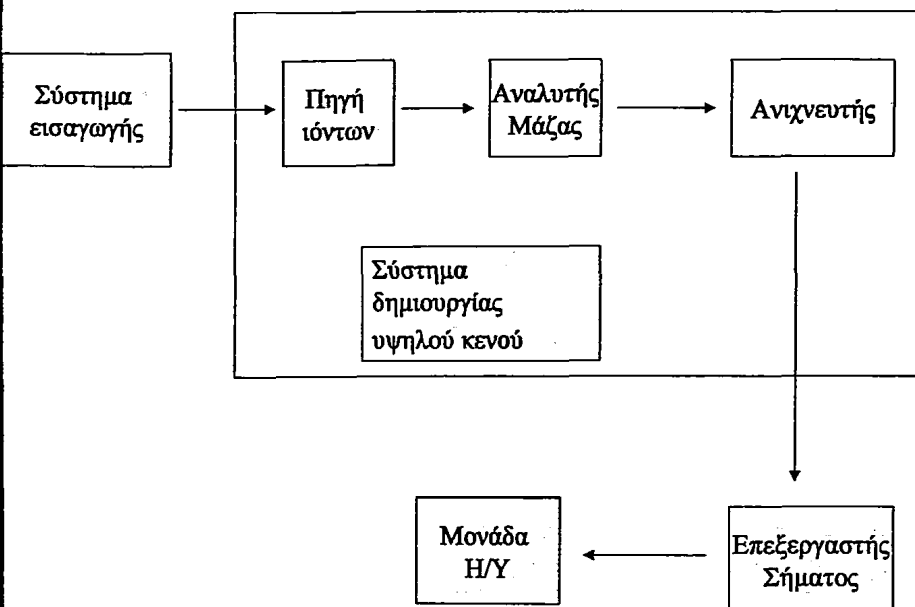 Σύστημα
εισαγωγής
Πηγή
ιόντων
Αναλυτής
Μάζας
Ανιχνευτής
Σύστημα
δημιουργίας
υψηλού κενού
Μονάδα
Η/Υ
Επεξεργαστής
Σήματος